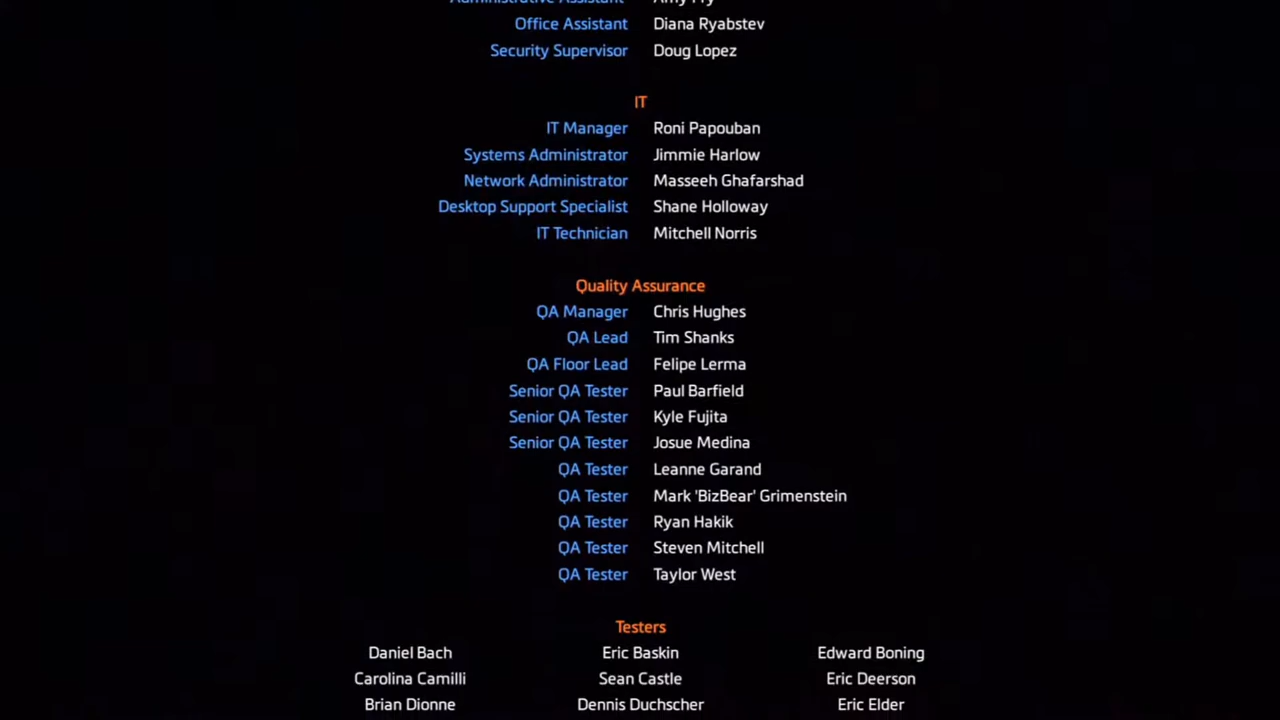 Administrative Assistant Amy Fry
Office Assistant Diana Ryabstev
Security Supervisor Doug Lopez
IT
IT Manager Roni Papouban
Systems Administrator Jimmie Harlow
Network Administrator Masseeh Ghafarshad
Desktop Support Specialist Shane Holloway
IT Technician Mitchell Norris
Quality Assurance
QA Manager Chris Hughes
QA Lead Tim Shanks
QA Floor Lead Felipe Lerma
Senior QA Tester Paul Barfield
Senior QA Tester Kyle Fujita
Senior QA Tester Josue Medina
QA Tester Leanne Garand
QA Tester Mark 'BizBear' Grimenstein
QA Tester Ryan Hakik
QA Tester Steven Mitchell
QA Tester Taylor West
Testers
Daniel Bach Eric Baskin Edward Boning
Carolina Camilli Sean Castle Eric Deerson
Brian Dionne Dennis Duchscher Eric Elder